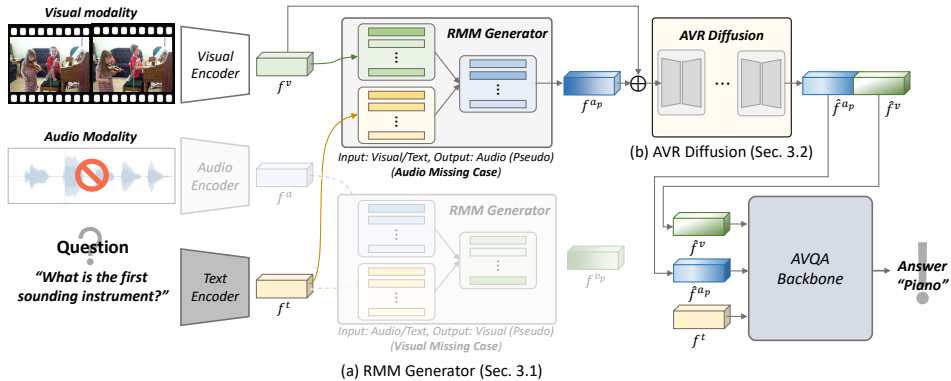 Visual modality
Visual
Encoder
f^v
RMM Generator
f^{a_p}
Input: Visual/Text, Output: Audio (Pseudo)
(Audio Missing Case)
AVR Diffusion
...
f̂^{a_p}
f̂^v
(b) AVR Diffusion (Sec. 3.2)
Audio Modality
Audio
Encoder
f^a
RMM Generator
f^{v_p}
Input: Audio/Text, Output: Visual (Pseudo)
(Visual Missing Case)
?
Question
“What is the first
sounding instrument?”
Text
Encoder
f^t
f̂^v
f̂^{a_p}
f^t
AVQA
Backbone
!
Answer
“Piano”
(a) RMM Generator (Sec. 3.1)